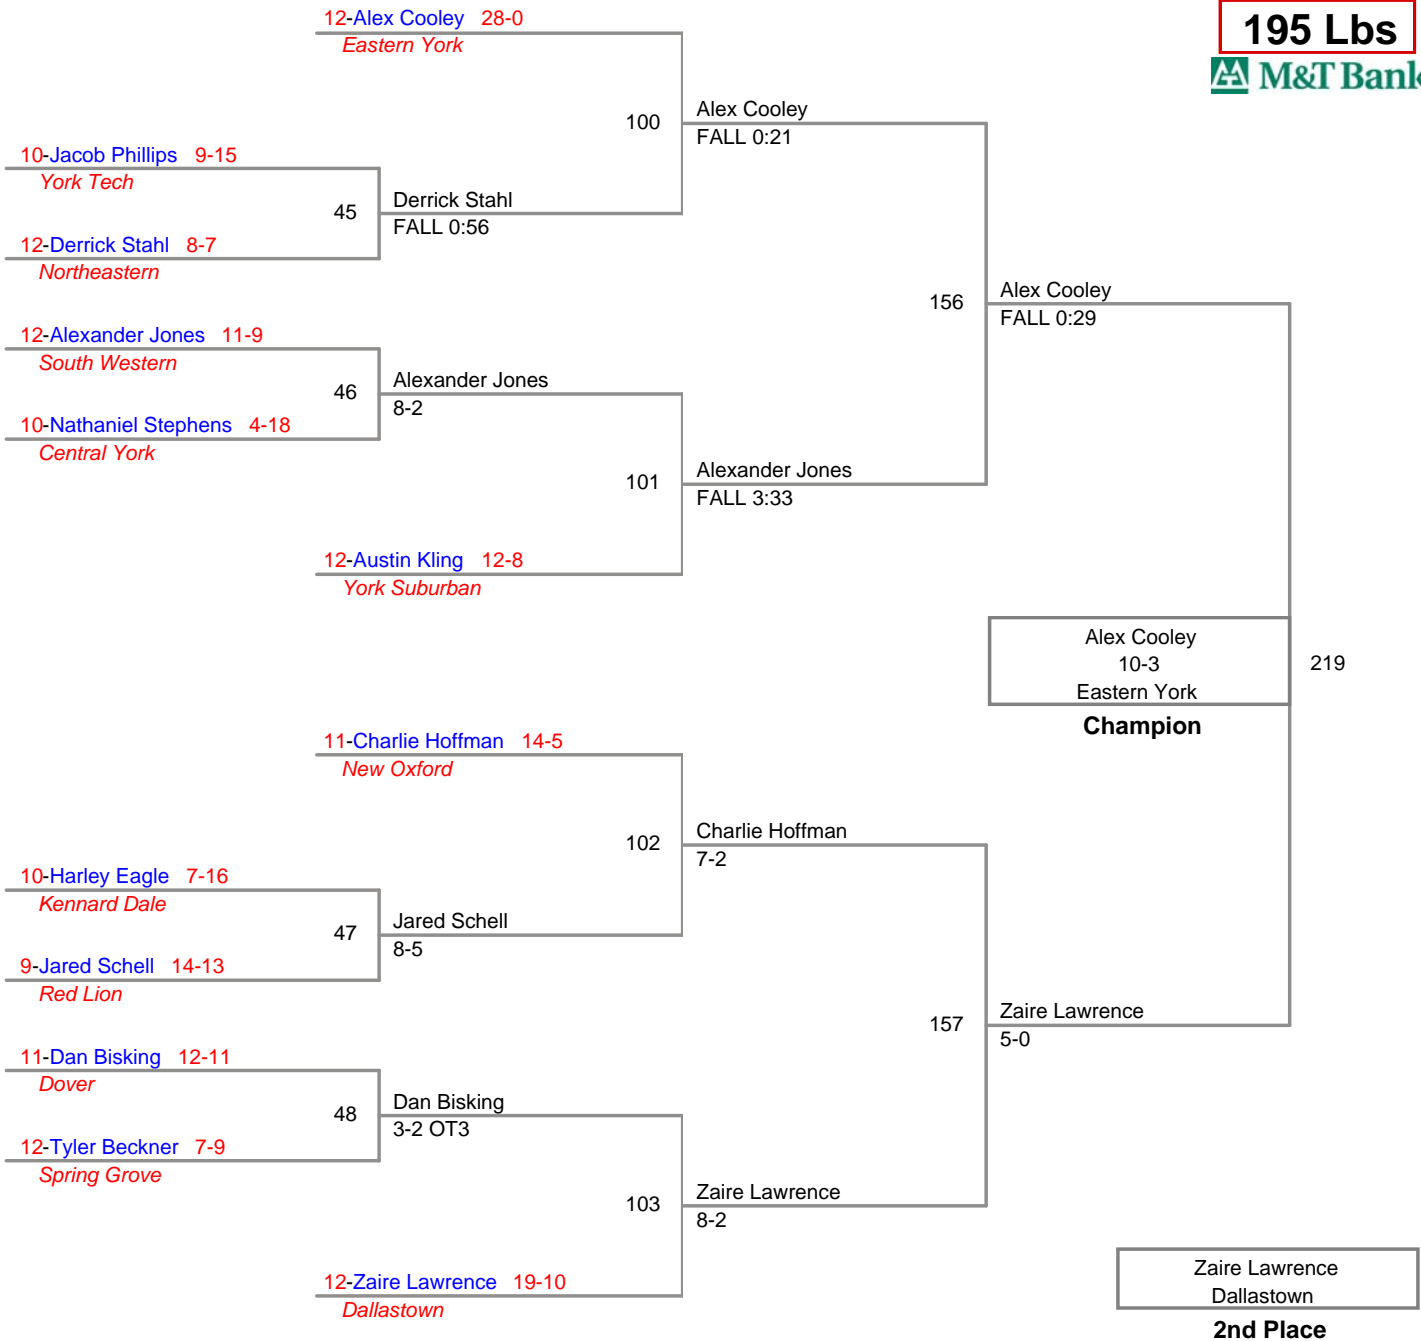 12-Alex Cooley 28-0
Eastern York
195 Lbs
M&T Bank
100
Alex Cooley
FALL 0:21
10-Jacob Phillips 9-15
York Tech
45
Derrick Stahl
FALL 0:56
12-Derrick Stahl 8-7
Northeastern
156
Alex Cooley
FALL 0:29
12-Alexander Jones 11-9
South Western
46
Alexander Jones
8-2
10-Nathaniel Stephens 4-18
Central York
101
Alexander Jones
FALL 3:33
12-Austin Kling 12-8
York Suburban
Alex Cooley
10-3
Eastern York
219
Champion
11-Charlie Hoffman 14-5
New Oxford
102
Charlie Hoffman
7-2
10-Harley Eagle 7-16
Kennard Dale
47
Jared Schell
8-5
9-Jared Schell 14-13
Red Lion
157
Zaire Lawrence
5-0
11-Dan Bisking 12-11
Dover
48
Dan Bisking
3-2 OT3
12-Tyler Beckner 7-9
Spring Grove
103
Zaire Lawrence
8-2
12-Zaire Lawrence 19-10
Dallastown
Zaire Lawrence
Dallastown
2nd Place